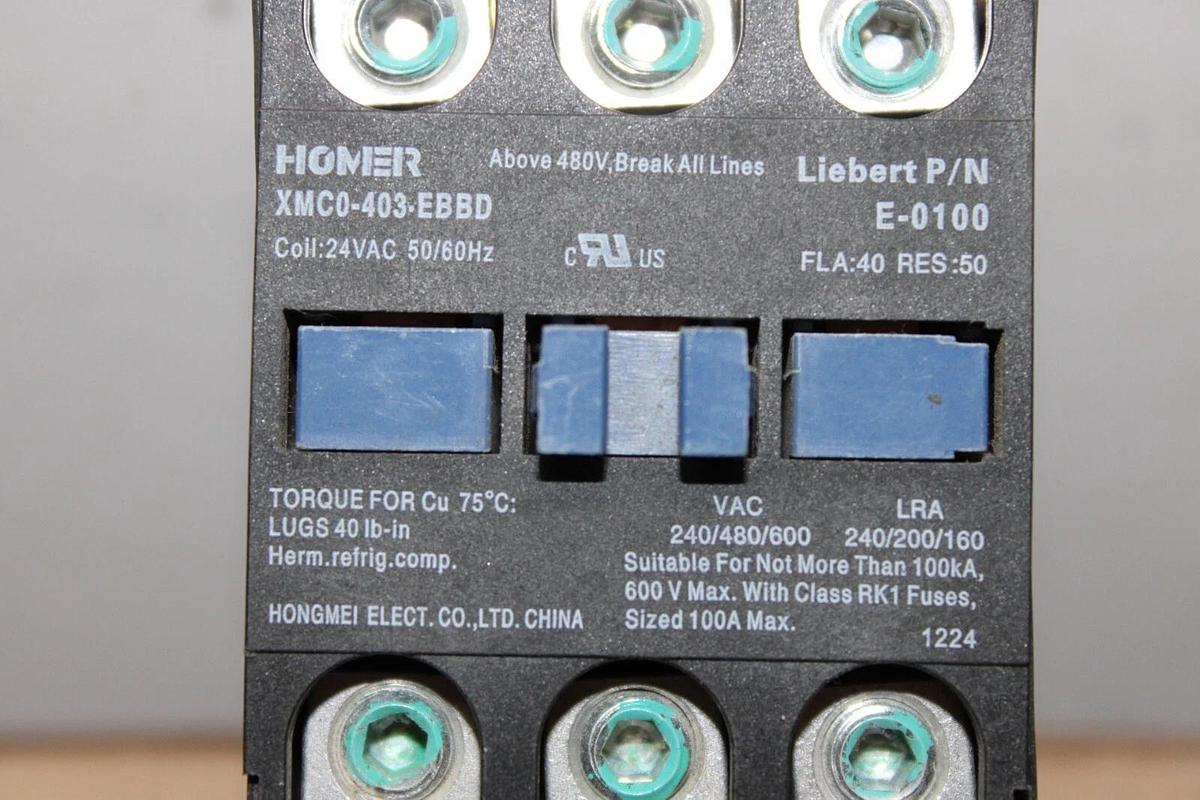 HOMER
XMC0-403-EBBD
Coil:24VAC 50/60Hz
Above 480V,Break All Lines
c RU US
Liebert P/N
E-0100
FLA:40 RES:50
TORQUE FOR Cu 75°C:
LUGS 40 lb-in
Herm.refrig.comp.
HONGMEI ELECT.CO.,LTD.CHINA
VAC LRA
240/480/600 240/200/160
Suitable For Not More Than 100kA,
600 V Max. With Class RK1 Fuses,
Sized 100A Max.
1224